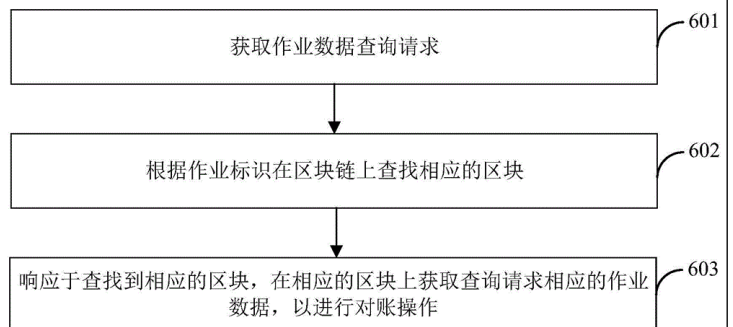 获取作业数据查询请求
601
根据作业标识在区块链上查找相应的区块
602
响应于查找到相应的区块，在相应的区块上获取查询请求相应的作业
数据，以进行对账操作
603